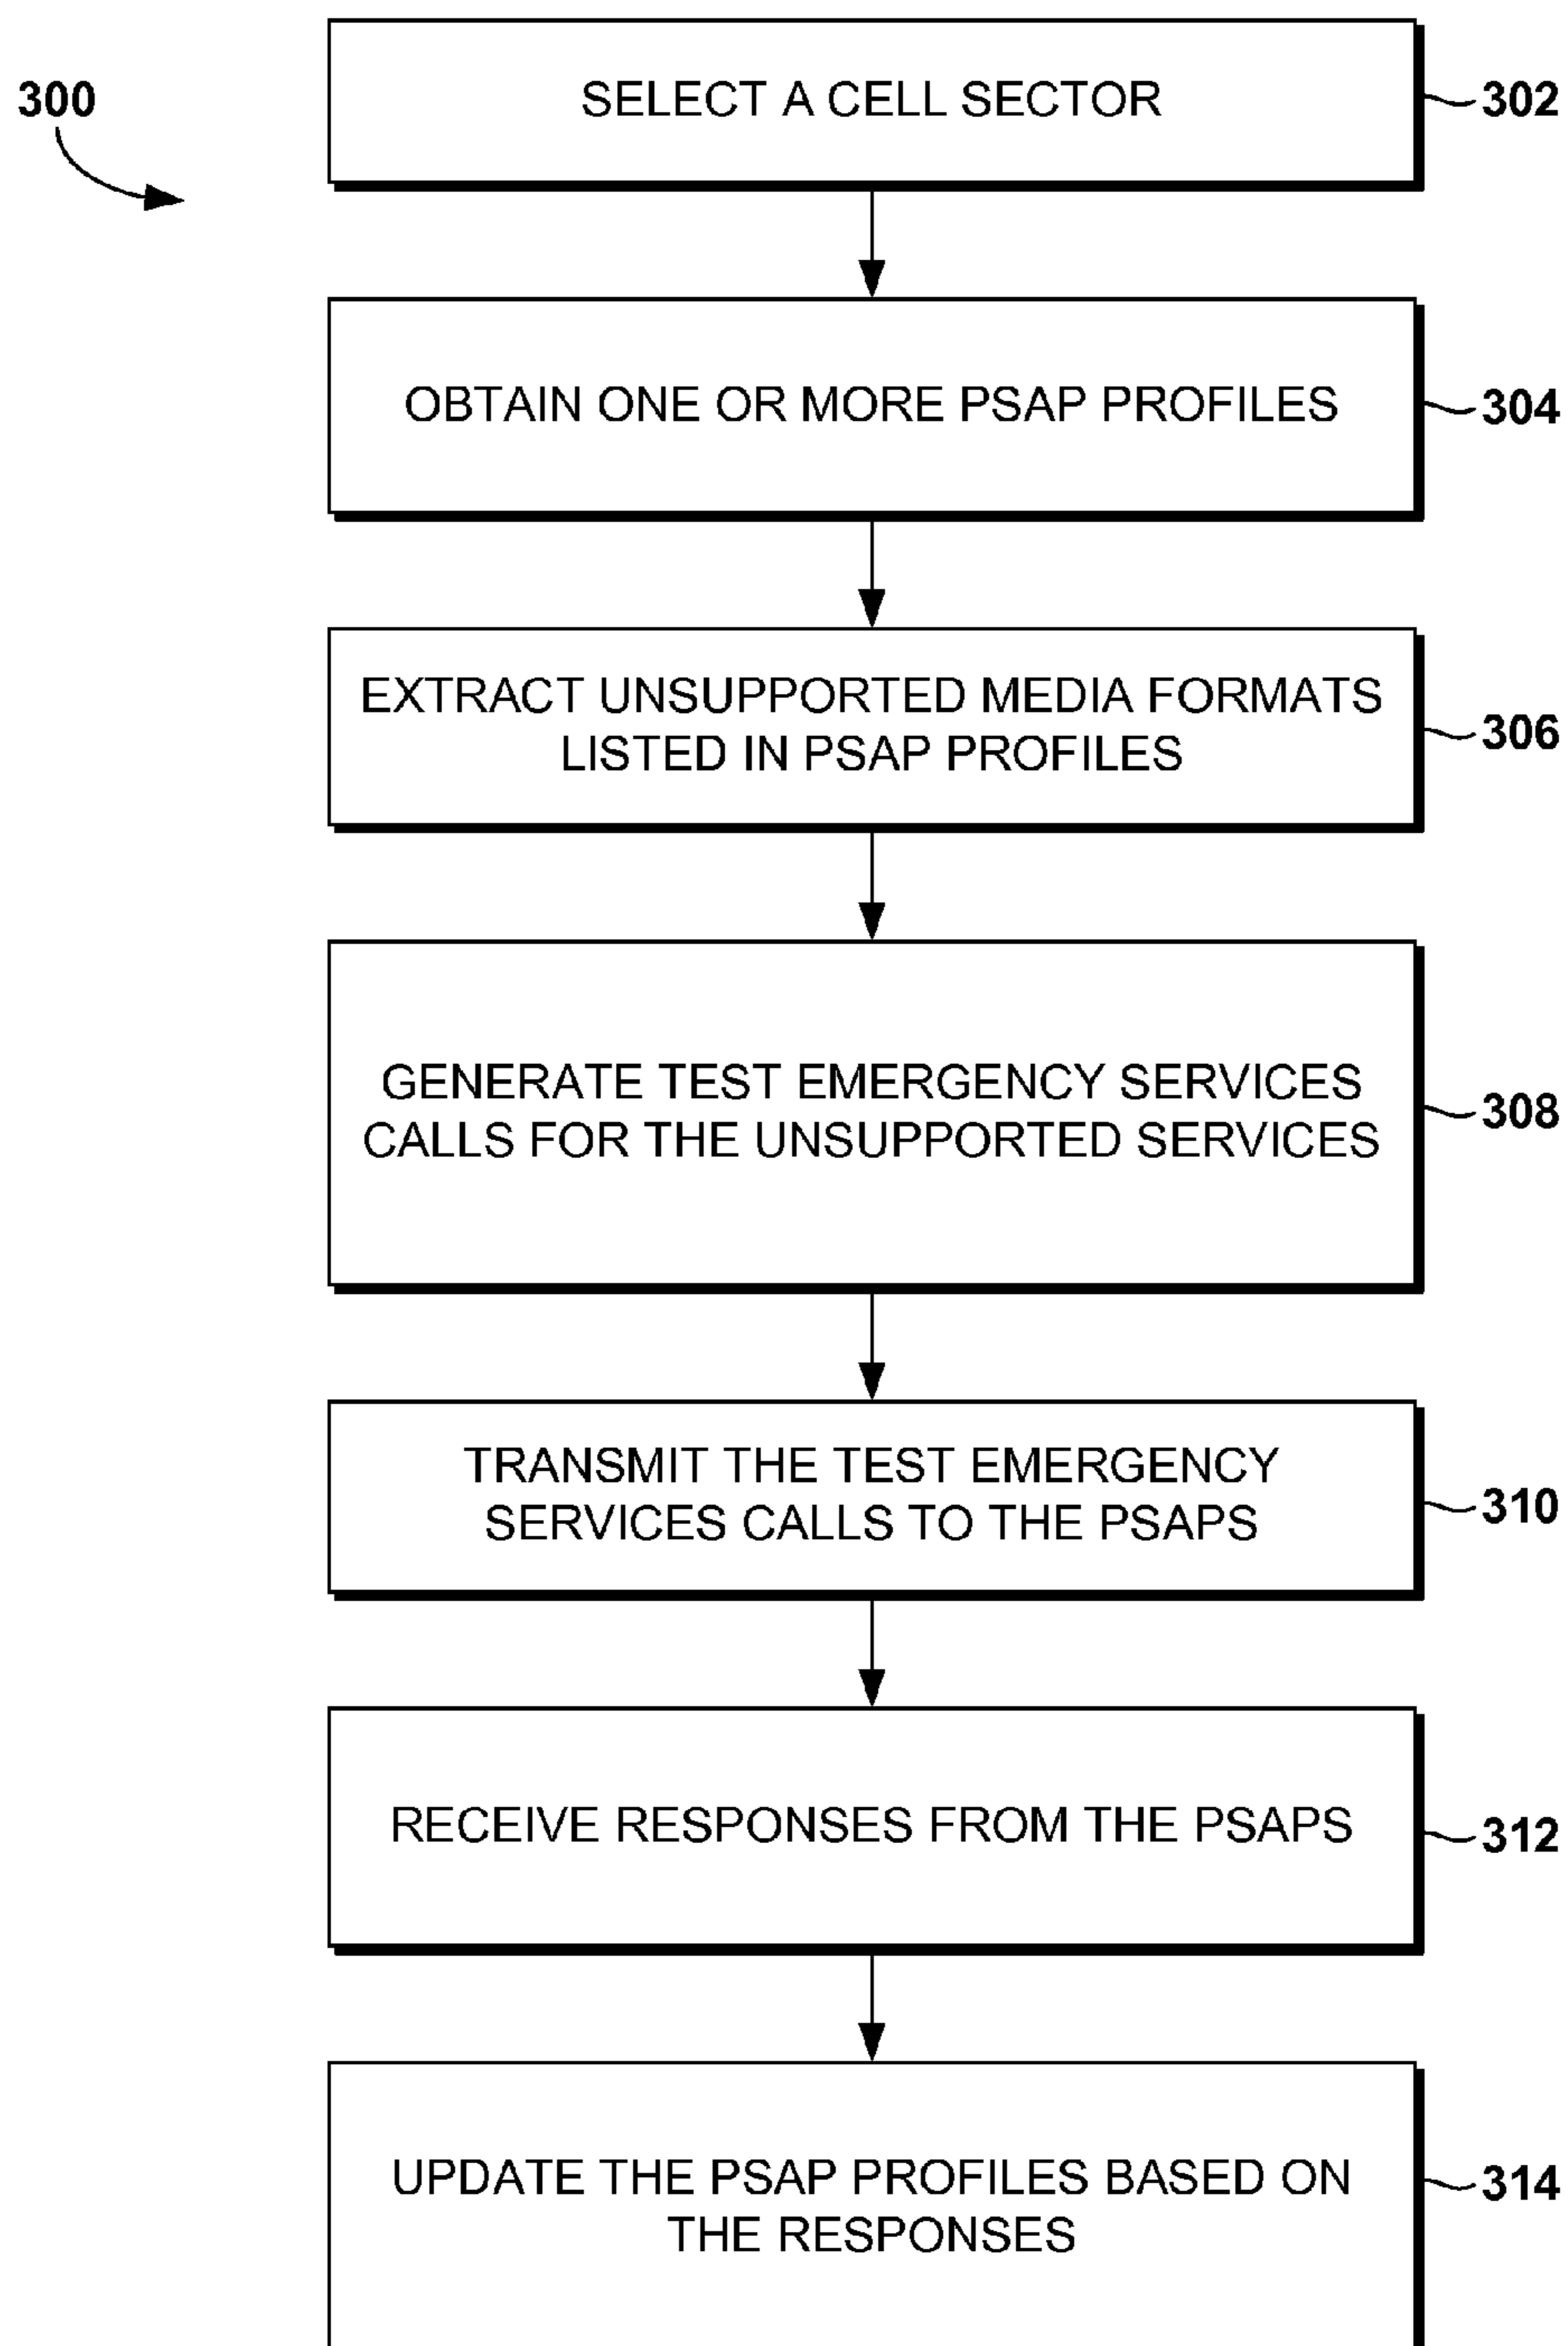 300
SELECT A CELL SECTOR
302
OBTAIN ONE OR MORE PSAP PROFILES
304
EXTRACT UNSUPPORTED MEDIA FORMATS
LISTED IN PSAP PROFILES
306
GENERATE TEST EMERGENCY SERVICES
CALLS FOR THE UNSUPPORTED SERVICES
308
TRANSMIT THE TEST EMERGENCY
SERVICES CALLS TO THE PSAPS
310
RECEIVE RESPONSES FROM THE PSAPS
312
UPDATE THE PSAP PROFILES BASED ON
THE RESPONSES
314